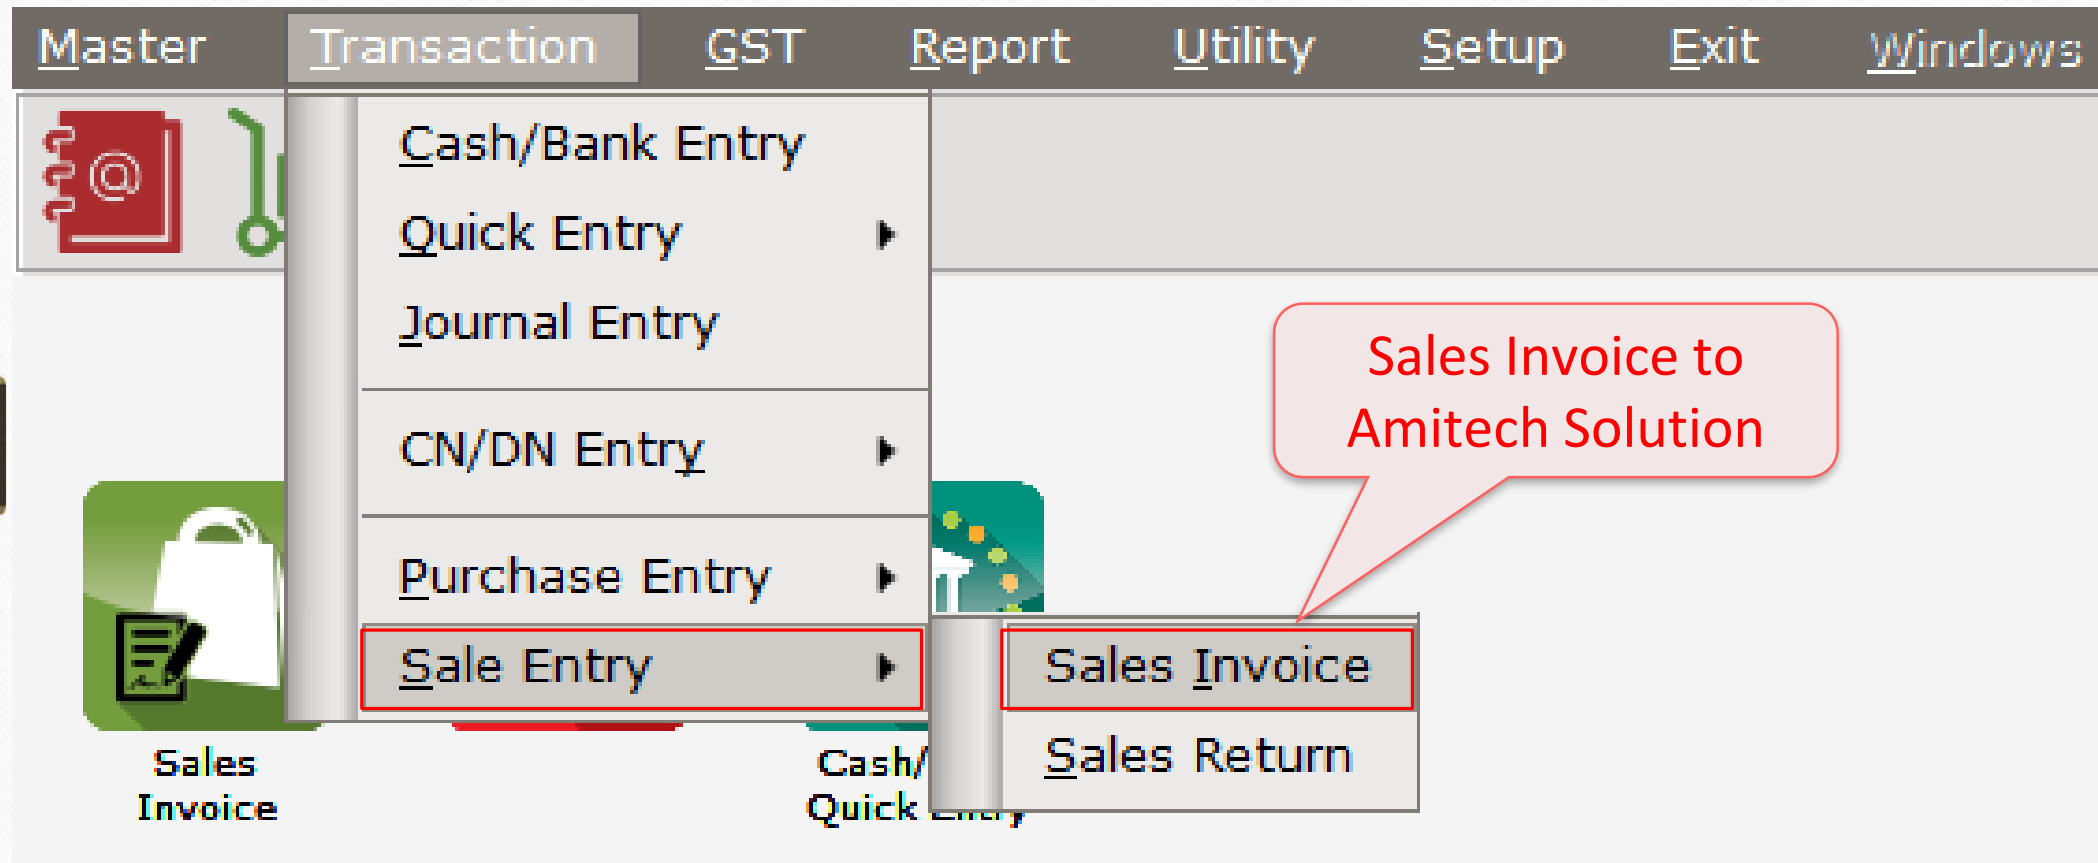 Master Transaction GST Report Utility Setup Exit Windows
@
Cash/Bank Entry
Quick Entry
Journal Entry
CN/DN Entry
Purchase Entry
Sale Entry
Sales Invoice to
Amitech Solution
Sales Invoice
Sales Return
Sales
Invoice
Cash/
Quick